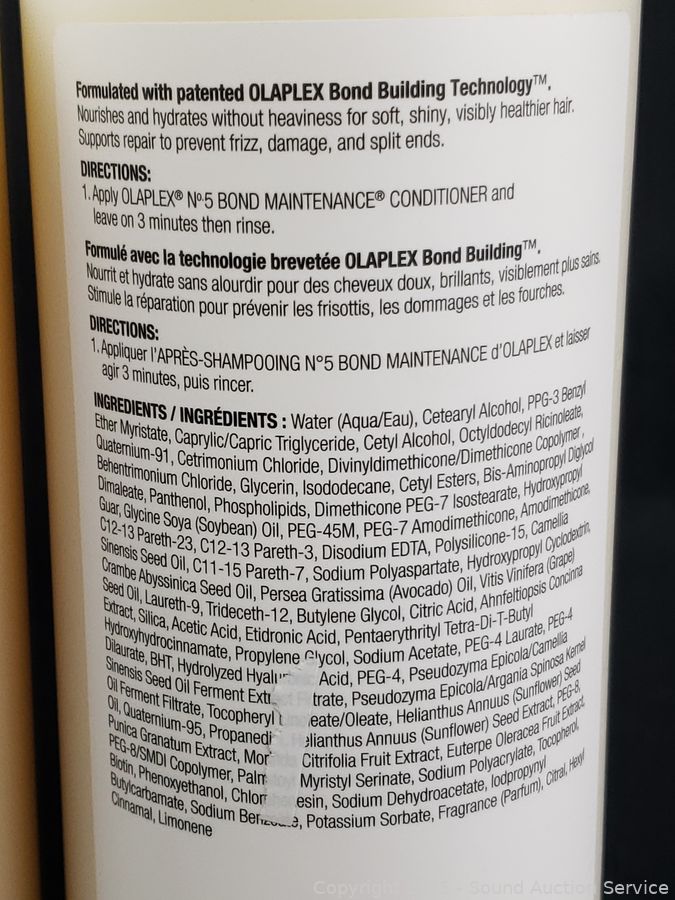 Formulated with patented OLAPLEX Bond Building Technology™.
Nourishes and hydrates without heaviness for soft, shiny, visibly healthier hair.
Supports repair to prevent frizz, damage, and split ends.
DIRECTIONS:
1. Apply OLAPLEX® Nº5 BOND MAINTENANCE® CONDITIONER and
leave on 3 minutes then rinse.
Formulé avec la technologie brevetée OLAPLEX Bond Building™.
Nourrit et hydrate sans alourdir pour des cheveux doux, brillants, visiblement plus sains.
Stimule la réparation pour prévenir les frisottis, les dommages et les fourches.
DIRECTIONS:
1. Appliquer l'APRÈS-SHAMPOOING N°5 BOND MAINTENANCE d'OLAPLEX et laisser
agir 3 minutes, puis rincer.
INGREDIENTS / INGRÉDIENTS : Water (Aqua/Eau), Cetearyl Alcohol, PPG-3 Benzyl
Ether Myristate, Caprylic/Capric Triglyceride, Cetyl Alcohol, Octyldodecyl Ricinoleate,
Quaternium-91, Cetrimonium Chloride, Divinyldimethicone/Dimethicone Copolymer,
Behentrimonium Chloride, Glycerin, Isododecane, Cetyl Esters, Bis-Aminopropyl Diglycol
Dimaleate, Panthenol, Phospholipids, Dimethicone PEG-7 Isostearate, Hydroxypropyl
Guar, Glycine Soya (Soybean) Oil, PEG-45M, PEG-7 Amodimethicone, Amodimethicone,
C12-13 Pareth-23, C12-13 Pareth-3, Disodium EDTA, Polysilicone-15, Camellia
Sinensis Seed Oil, C11-15 Pareth-7, Sodium Polyaspartate, Hydroxypropyl Cyclodextrin,
Crambe Abyssinica Seed Oil, Persea Gratissima (Avocado) Oil, Vitis Vinifera (Grape)
Seed Oil, Laureth-9, Trideceth-12, Butylene Glycol, Citric Acid, Ahnfeltiopsis Concinna
Extract, Silica, Acetic Acid, Etidronic Acid, Pentaerythrityl Tetra-Di-T-Butyl
Hydroxyhydrocinnamate, Propylene Glycol, Sodium Acetate, PEG-4 Laurate, PEG-4
Dilaurate, BHT, Hydrolyzed Acid, PEG-4, Pseudozyma Epicola/Camellia
Sinensis Seed Oil Ferment Pseudozyma Epicola/Argania Spinosa Kernel
Oil Ferment Filtrate, Tocopheryl Helianthus Annuus (Sunflower) Seed
Oil, Quaternium-95, Annuus (Sunflower) Seed Extract, PEG-8,
Punica Granatum Extract, Citrifolia Fruit Extract, Euterpe Oleracea Fruit Extract,
PEG-8/SMDI Copolymer, Myristyl Serinate, Sodium Polyacrylate, Tocopherol,
Biotin, Phenoxyethanol, Sodium Dehydroacetate, Iodpropynyl
Butylcarbamate, Sodium Potassium Sorbate, Fragrance (Parfum), Citral, Hexyl
Cinnamal, Limonene
Copyright - Sound Auction Service